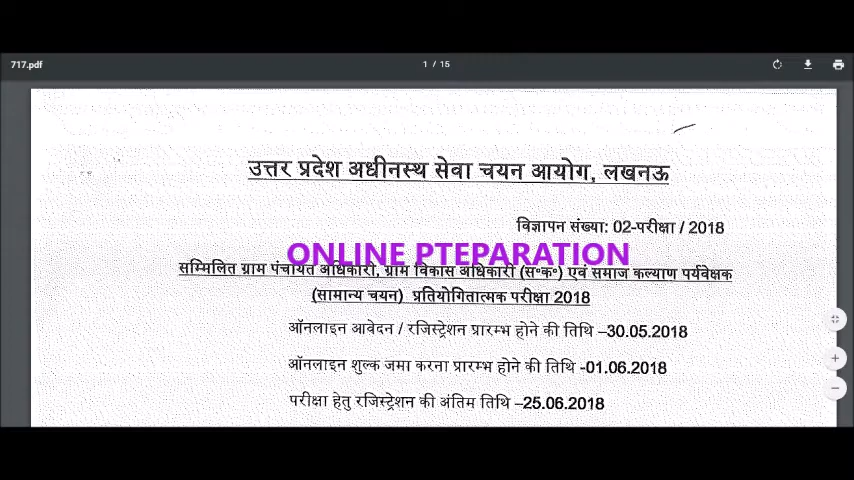 717.pdf
1 / 15
उत्तर प्रदेश अधीनस्थ सेवा चयन आयोग, लखनऊ
विज्ञापन संख्या: 02-परीक्षा / 2018
ONLINE PTEPARATION
सम्मिलित ग्राम पंचायत अधिकारी, ग्राम विकास अधिकारी (स॰क॰) एवं समाज कल्याण पर्यवेक्षक
(सामान्य चयन) प्रतियोगितात्मक परीक्षा 2018
ऑनलाइन आवेदन / रजिस्ट्रेशन प्रारम्भ होने की तिथि –30.05.2018
ऑनलाइन शुल्क जमा करना प्रारम्भ होने की तिथि -01.06.2018
परीक्षा हेतु रजिस्ट्रेशन की अंतिम तिथि –25.06.2018